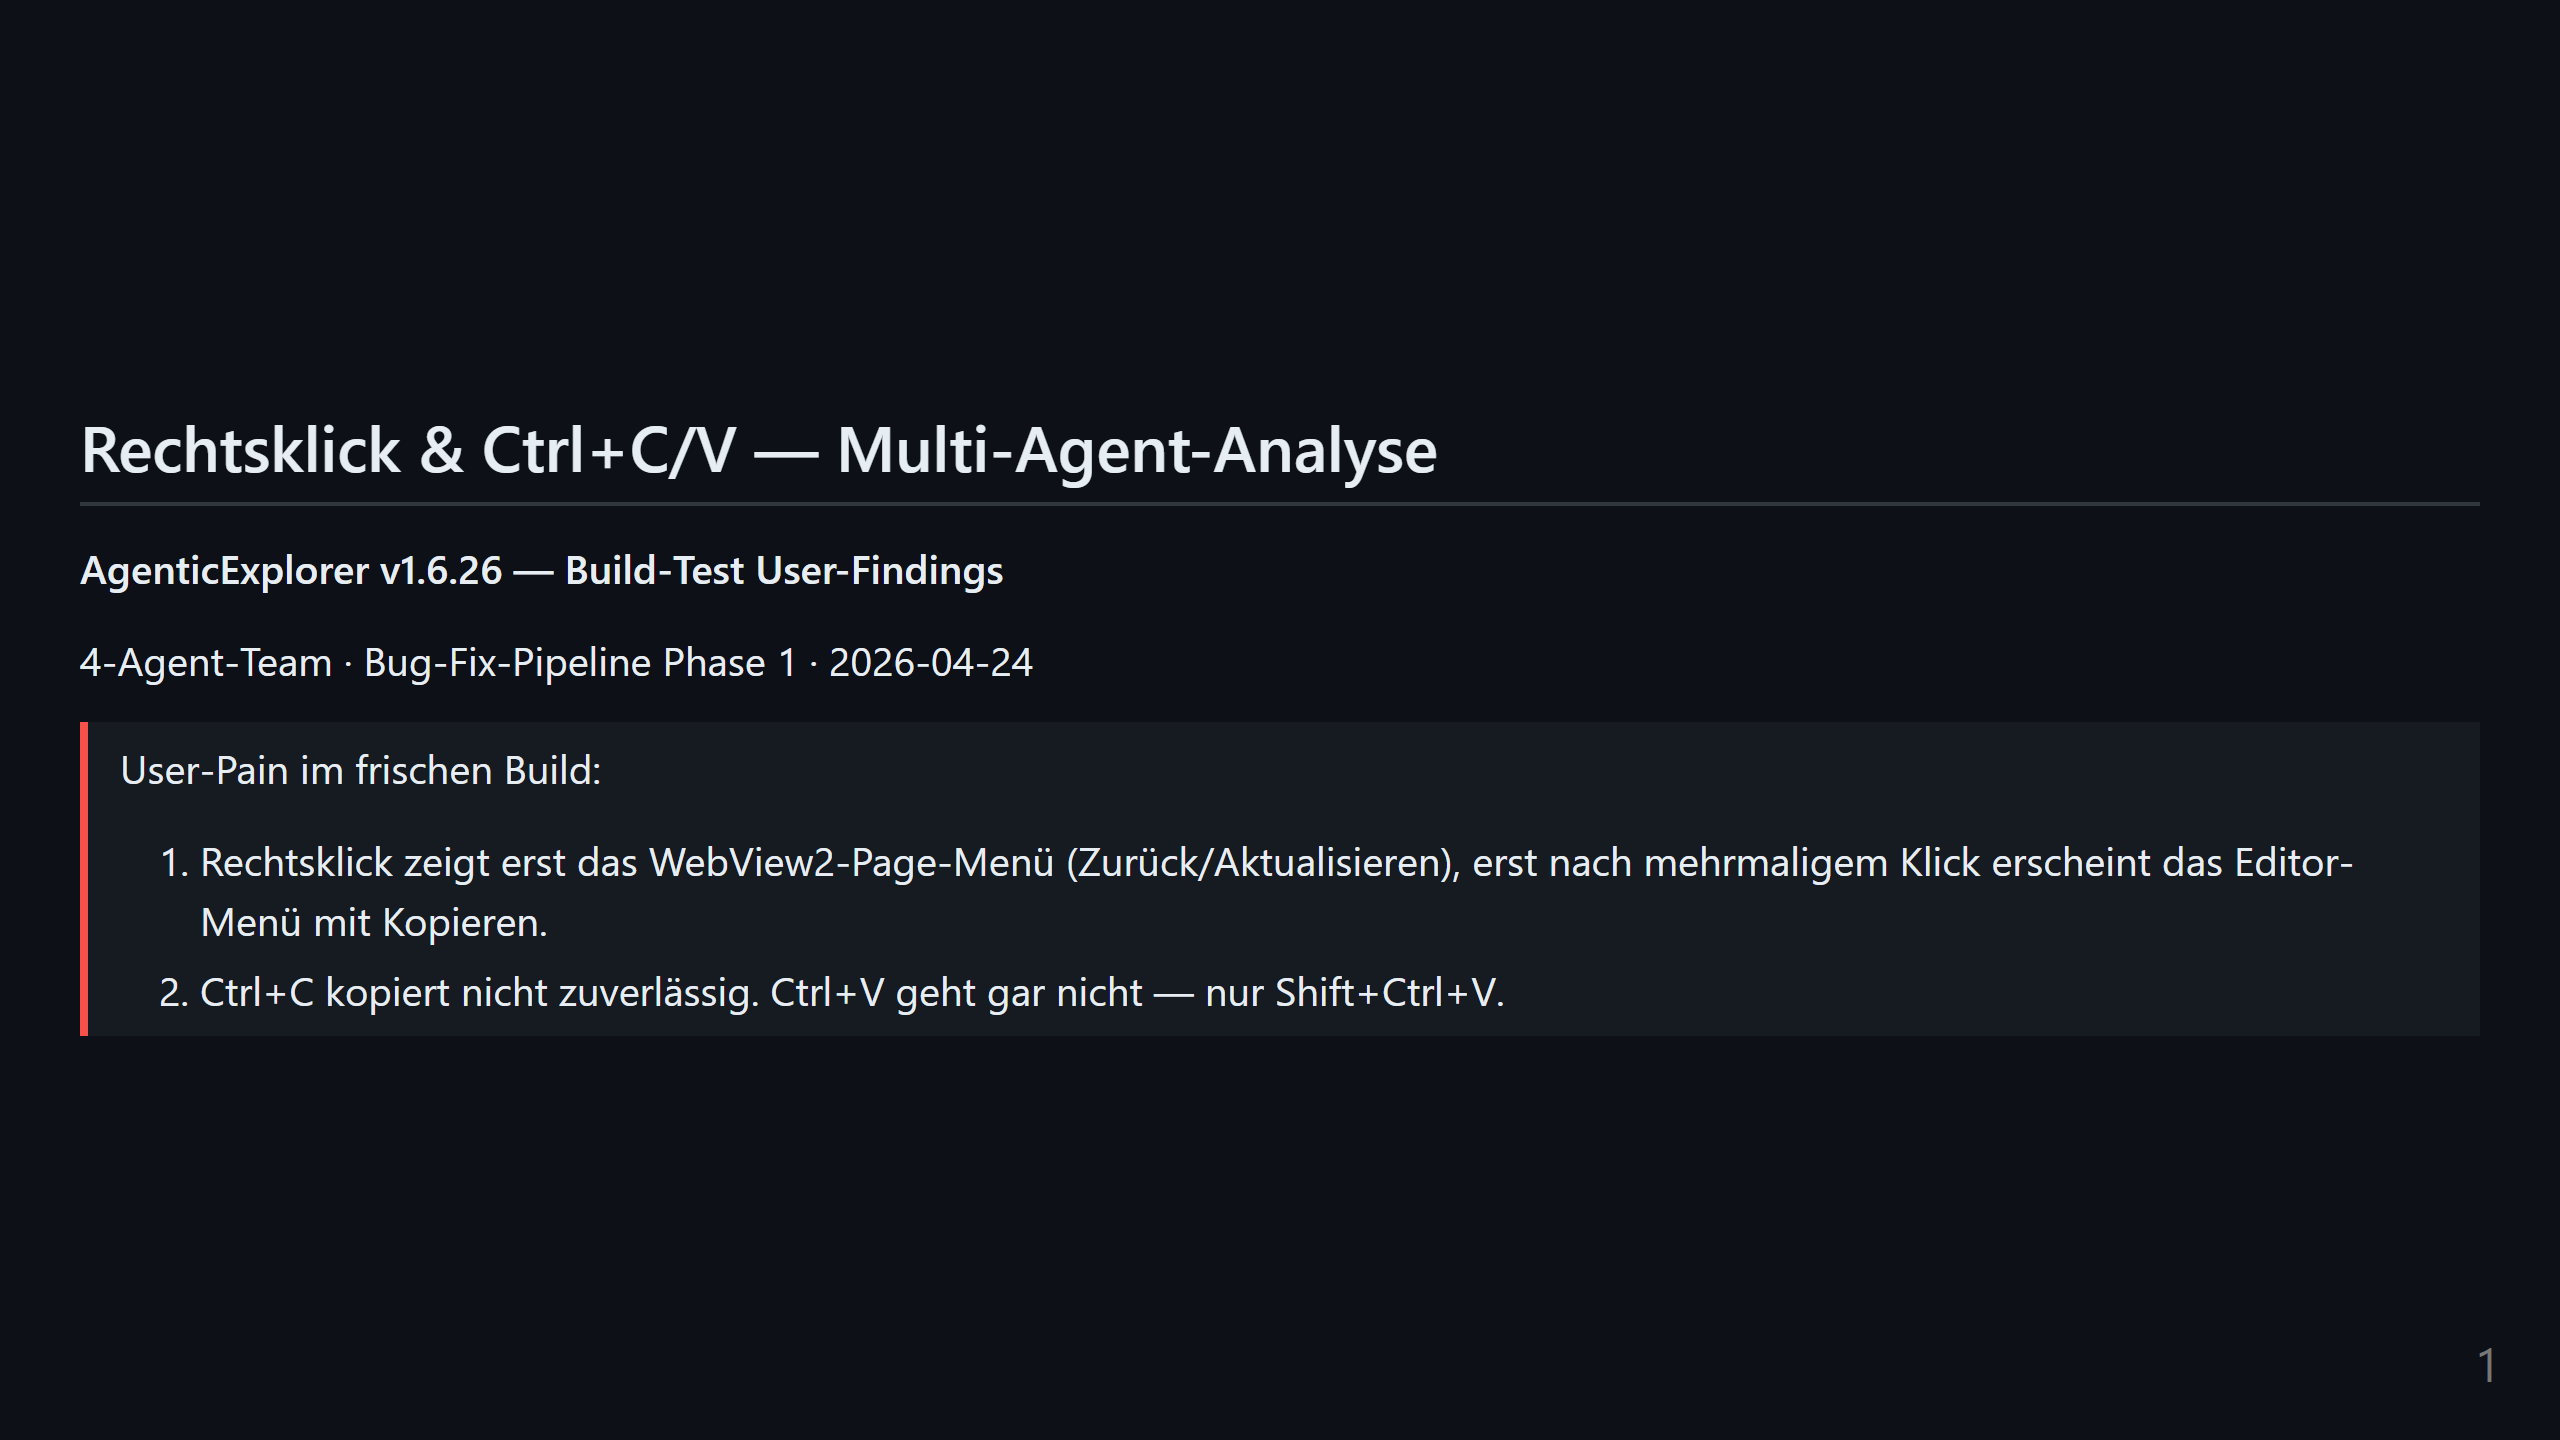 Rechtsklick & Ctrl+C/V — Multi-Agent-Analyse
AgenticExplorer v1.6.26 — Build-Test User-Findings
4-Agent-Team · Bug-Fix-Pipeline Phase 1 · 2026-04-24
User-Pain im frischen Build:
1. Rechtsklick zeigt erst das WebView2-Page-Menü (Zurück/Aktualisieren), erst nach mehrmaligem Klick erscheint das Editor-
Menü mit Kopieren.
2. Ctrl+C kopiert nicht zuverlässig. Ctrl+V geht gar nicht — nur Shift+Ctrl+V.
1